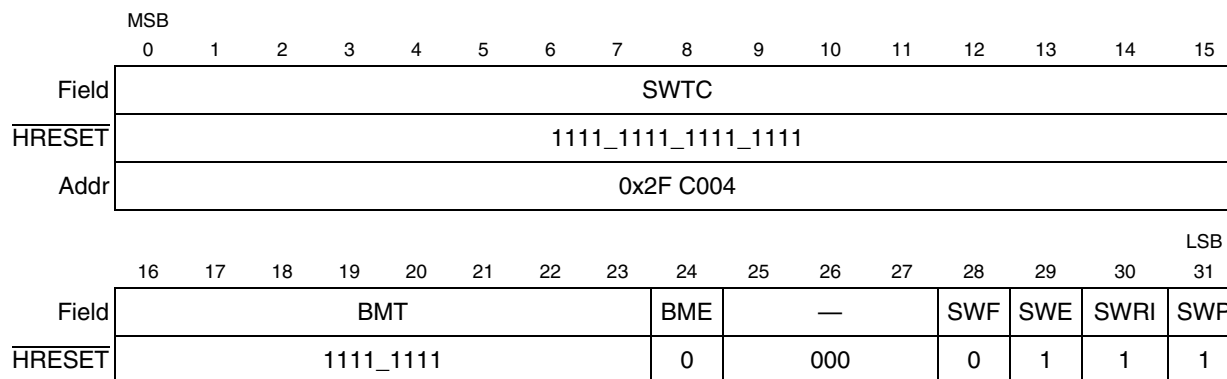 MSB
0 1 2 3 4 5 6 7 8 9 10 11 12 13 14 15
Field SWTC
HRESET 1111_1111_1111_1111
Addr 0x2F C004
LSB
16 17 18 19 20 21 22 23 24 25 26 27 28 29 30 31
Field BMT BME — SWF SWE SWRI SWP
HRESET 1111_1111 0 000 0 1 1 1